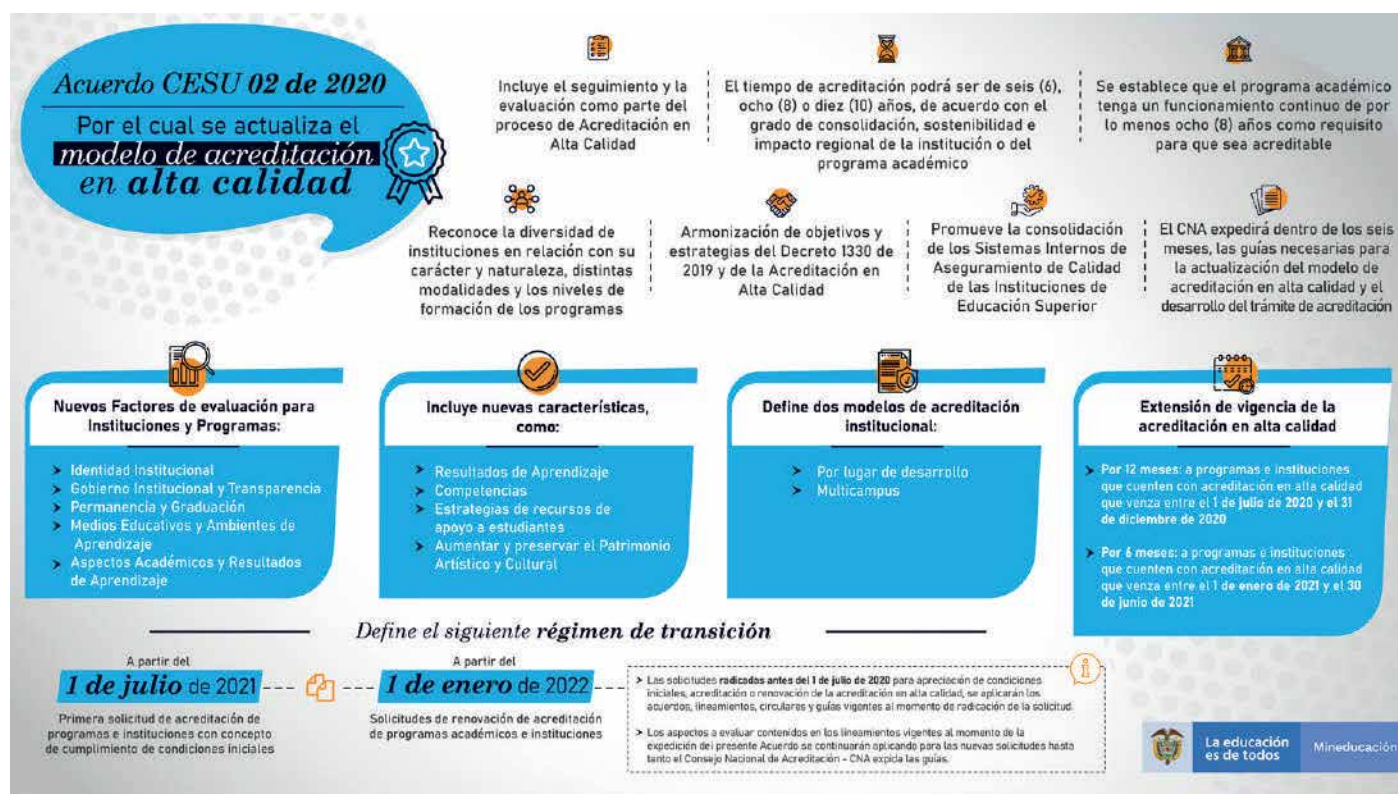 Acuerdo CESU 02 de 2020
Por el cual se actualiza el
modelo de acreditación
en alta calidad
Incluye el seguimiento y la
evaluación como parte del
proceso de Acreditación en
Alta Calidad
El tiempo de acreditación podrá ser de seis (6),
ocho (8) o diez (10) años, de acuerdo con el
grado de consolidación, sostenibilidad e
impacto regional de la institución o del
programa académico
Se establece que el programa académico
tenga un funcionamiento continuo de por
lo menos ocho (8) años como requisito
para que sea acreditable
Reconoce la diversidad de
instituciones en relación con su
carácter y naturaleza, distintas
modalidades y los niveles de
formación de los programas
Armonización de objetivos y
estrategias del Decreto 1330 de
2019 y de la Acreditación en
Alta Calidad
Promueve la consolidación
de los Sistemas Internos de
Aseguramiento de Calidad
de las Instituciones de
Educación Superior
El CNA expedirá dentro de los seis
meses, las guías necesarias para
la actualización del modelo de
acreditación en alta calidad y el
desarrollo del trámite de acreditación
Nuevos Factores de evaluación para
Instituciones y Programas:
➤ Identidad Institucional
➤ Gobierno Institucional y Transparencia
➤ Permanencia y Graduación
➤ Medios Educativos y Ambientes de
Aprendizaje
➤ Aspectos Académicos y Resultados
de Aprendizaje
Incluye nuevas características,
como:
➤ Resultados de Aprendizaje
➤ Competencias
➤ Estrategias de recursos de
apoyo a estudiantes
➤ Aumentar y preservar el Patrimonio
Artístico y Cultural
Define dos modelos de acreditación
institucional:
➤ Por lugar de desarrollo
➤ Multicampus
Extensión de vigencia de la
acreditación en alta calidad
➤ Por 12 meses: a programas e instituciones
que cuenten con acreditación en alta calidad
que venza entre el 1 de julio de 2020 y el 31
de diciembre de 2020
➤ Por 6 meses: a programas e instituciones
que cuenten con acreditación en alta calidad
que venza entre el 1 de enero de 2021 y el 30
de junio de 2021
Define el siguiente régimen de transición
A partir del
1 de julio de 2021
Primera solicitud de acreditación de
programas e instituciones con concepto
de cumplimiento de condiciones iniciales
A partir del
1 de enero de 2022
Solicitudes de renovación de acreditación
de programas académicos e instituciones
➤ Las solicitudes radicadas antes del 1 de julio de 2020 para apreciación de condiciones
iniciales, acreditación o renovación de la acreditación en alta calidad, se aplicarán los
acuerdos, lineamientos, circulares y guías vigentes al momento de radicación de la solicitud.
➤ Los aspectos a evaluar contenidos en los lineamientos vigentes al momento de la
expedición del presente Acuerdo se continuarán aplicando para las nuevas solicitudes hasta
tanto el Consejo Nacional de Acreditación - CNA expida las guías.
i
La educación
es de todos
Mineducación